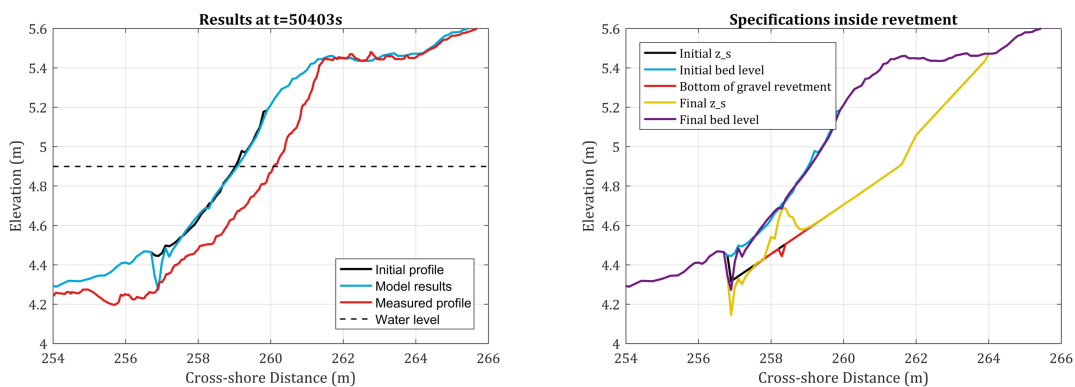 Results at t=50403s
5.6
5.4
5.2
5
4.8
4.6
4.4
4.2
4
Elevation (m)
Initial profile
Model results
Measured profile
Water level
254 256 258 260 262 264 266
Cross-shore Distance (m)
Specifications inside revetment
5.6
5.4
5.2
5
4.8
4.6
4.4
4.2
4
Elevation (m)
Initial z_s
Initial bed level
Bottom of gravel revetment
Final z_s
Final bed level
254 256 258 260 262 264 266
Cross-shore Distance (m)